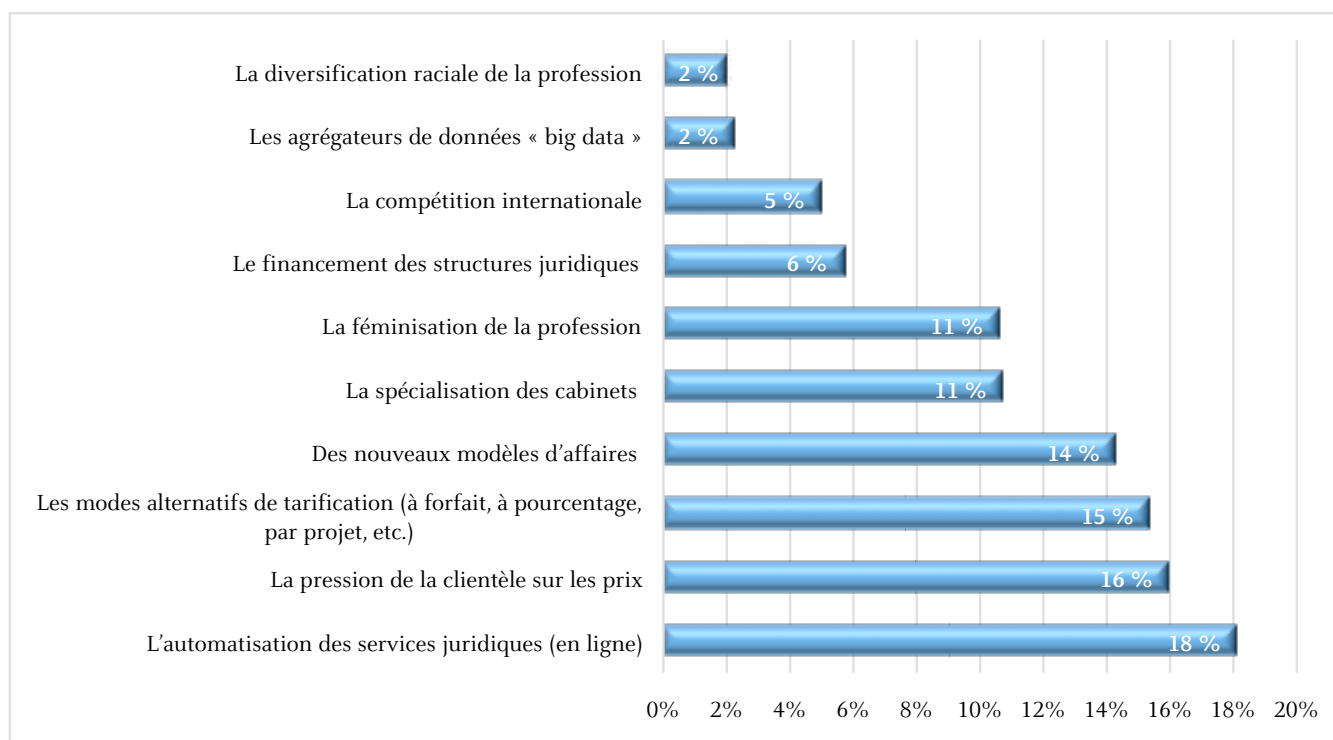 La diversification raciale de la profession
2 %
Les agrégateurs de données « big data »
2 %
La compétition internationale
5 %
Le financement des structures juridiques
6 %
La féminisation de la profession
11 %
La spécialisation des cabinets
11 %
Des nouveaux modèles d’affaires
14 %
Les modes alternatifs de tarification (à forfait, à pourcentage,
par projet, etc.)
15 %
La pression de la clientèle sur les prix
16 %
L’automatisation des services juridiques (en ligne)
18 %
0% 2% 4% 6% 8% 10% 12% 14% 16% 18% 20%